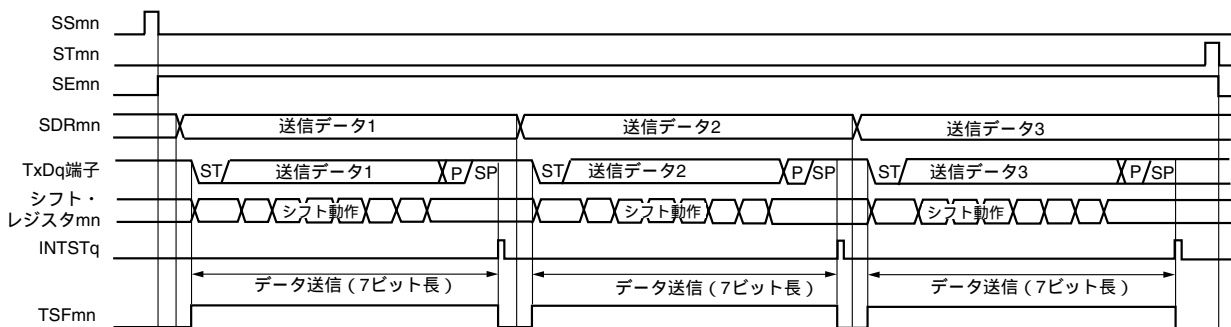 SSmn
STmn
SEmn
SDRmn 送信データ1 送信データ2 送信データ3
TxDq端子 ST 送信データ1 P SP ST 送信データ2 P SP ST 送信データ3 P SP
シフト・
レジスタmn シフト動作 シフト動作 シフト動作
INTSTq
データ送信(7ビット長) データ送信(7ビット長) データ送信(7ビット長)
TSFmn